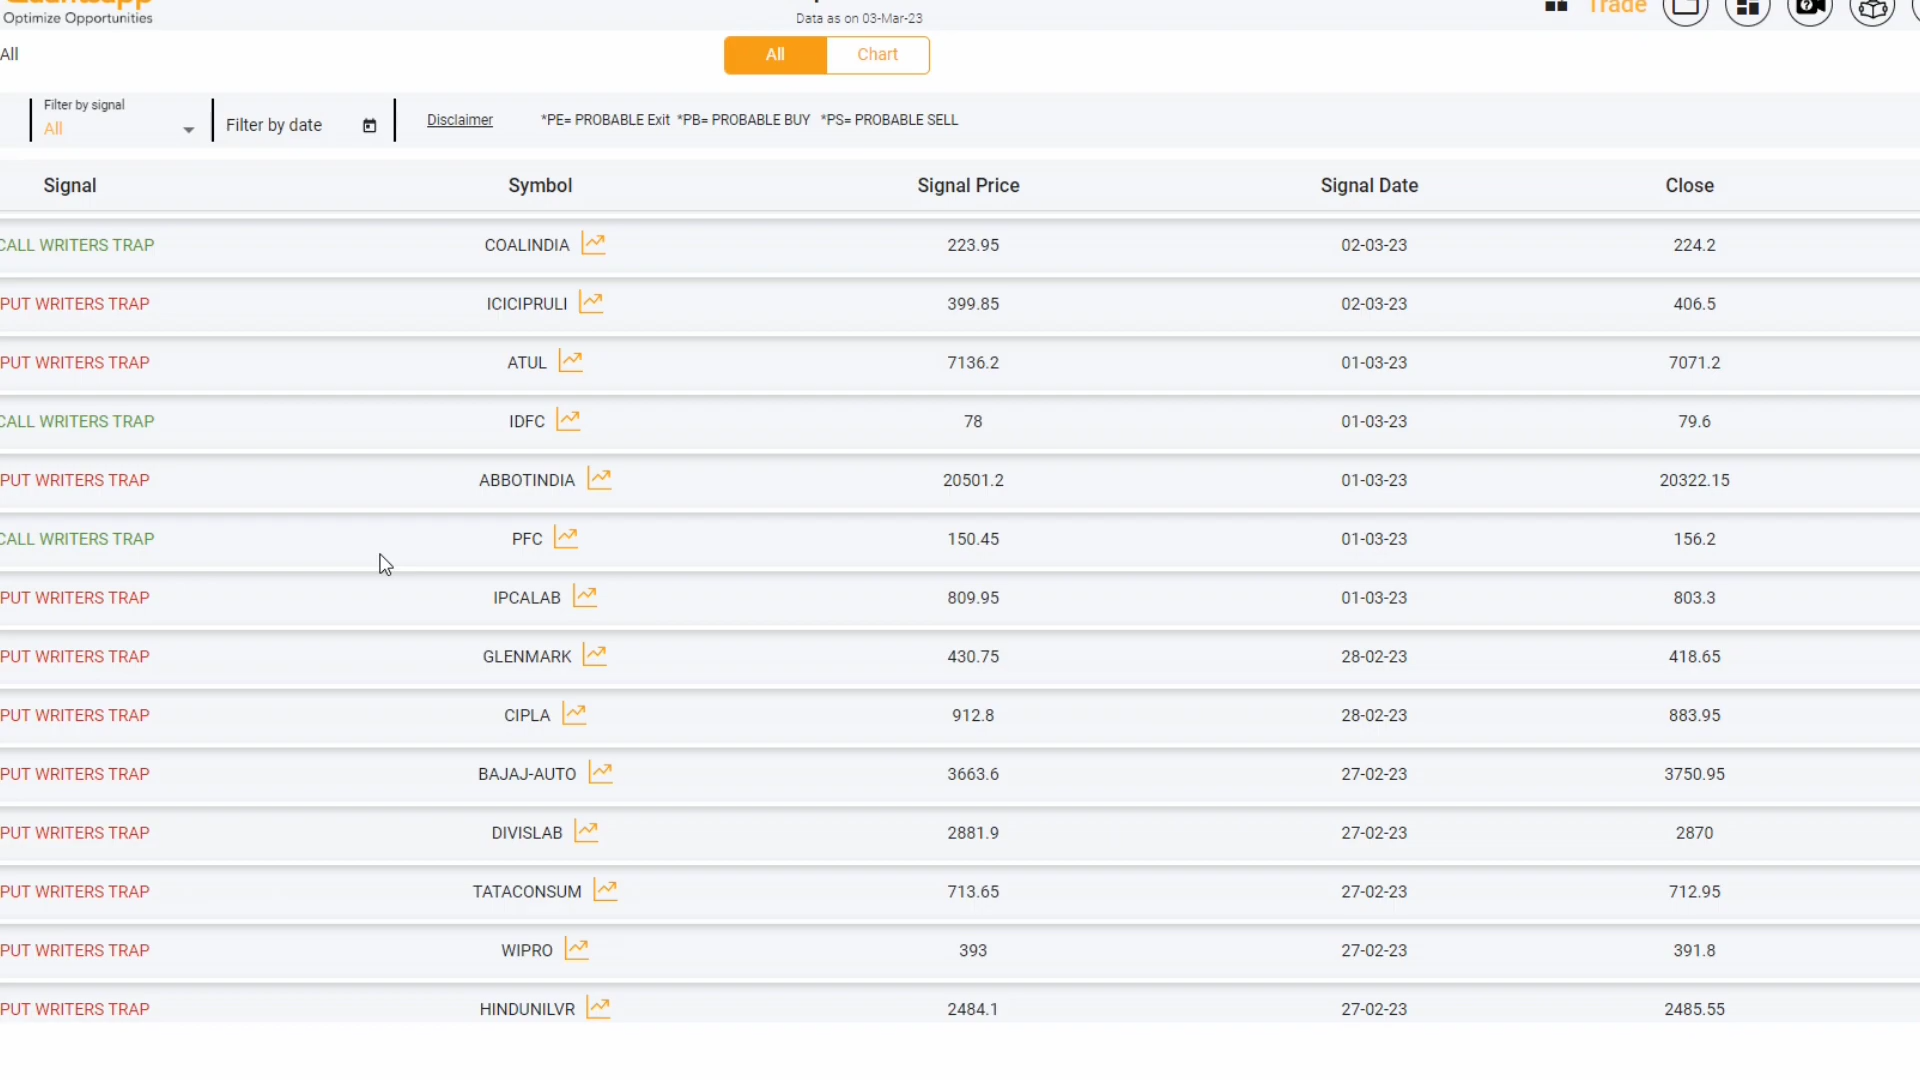 Optimize Opportunities
Data as on 03-Mar-23
Trade
All
All Chart
Filter by signal
All
Filter by date
Disclaimer
*PE= PROBABLE Exit *PB= PROBABLE BUY *PS= PROBABLE SELL
Signal Symbol Signal Price Signal Date Close
CALL WRITERS TRAP COALINDIA 223.95 02-03-23 224.2
PUT WRITERS TRAP ICICIPRULI 399.85 02-03-23 406.5
PUT WRITERS TRAP ATUL 7136.2 01-03-23 7071.2
CALL WRITERS TRAP IDFC 78 01-03-23 79.6
PUT WRITERS TRAP ABBOTINDIA 20501.2 01-03-23 20322.15
CALL WRITERS TRAP PFC 150.45 01-03-23 156.2
PUT WRITERS TRAP IPCALAB 809.95 01-03-23 803.3
PUT WRITERS TRAP GLENMARK 430.75 28-02-23 418.65
PUT WRITERS TRAP CIPLA 912.8 28-02-23 883.95
PUT WRITERS TRAP BAJAJ-AUTO 3663.6 27-02-23 3750.95
PUT WRITERS TRAP DIVISLAB 2881.9 27-02-23 2870
PUT WRITERS TRAP TATACONSUM 713.65 27-02-23 712.95
PUT WRITERS TRAP WIPRO 393 27-02-23 391.8
PUT WRITERS TRAP HINDUNILVR 2484.1 27-02-23 2485.55